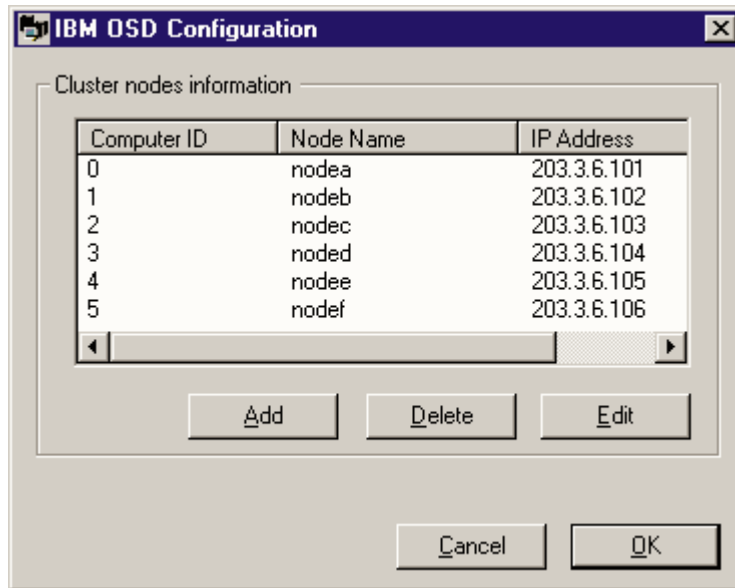 IBM OSD Configuration
Cluster nodes information
Computer ID Node Name IP Address
0 nodea 203.3.6.101
1 nodeb 203.3.6.102
2 nodec 203.3.6.103
3 noded 203.3.6.104
4 nodee 203.3.6.105
5 nodef 203.3.6.106
Add Delete Edit
Cancel OK